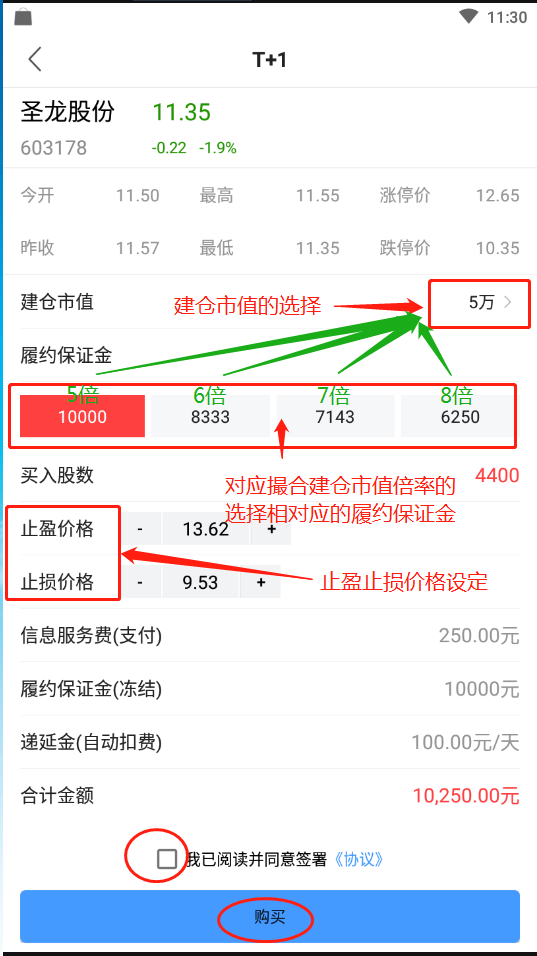 11:30
T+1
圣龙股份 11.35
603178 -0.22 -1.9%
今开 11.50 最高 11.55 涨停价 12.65
昨收 11.57 最低 11.35 跌停价 10.35
建仓市值 建仓市值的选择 5万
履约保证金
5倍 6倍 7倍 8倍
10000 8333 7143 6250
买入股数 4400
对应撮合建仓市值倍率的
选择相对应的履约保证金
止盈价格 - 13.62 +
止损价格 - 9.53 + 止盈止损价格设定
信息服务费(支付) 250.00元
履约保证金(冻结) 10000元
递延金(自动扣费) 100.00元/天
合计金额 10,250.00元
我已阅读并同意签署《协议》
购买